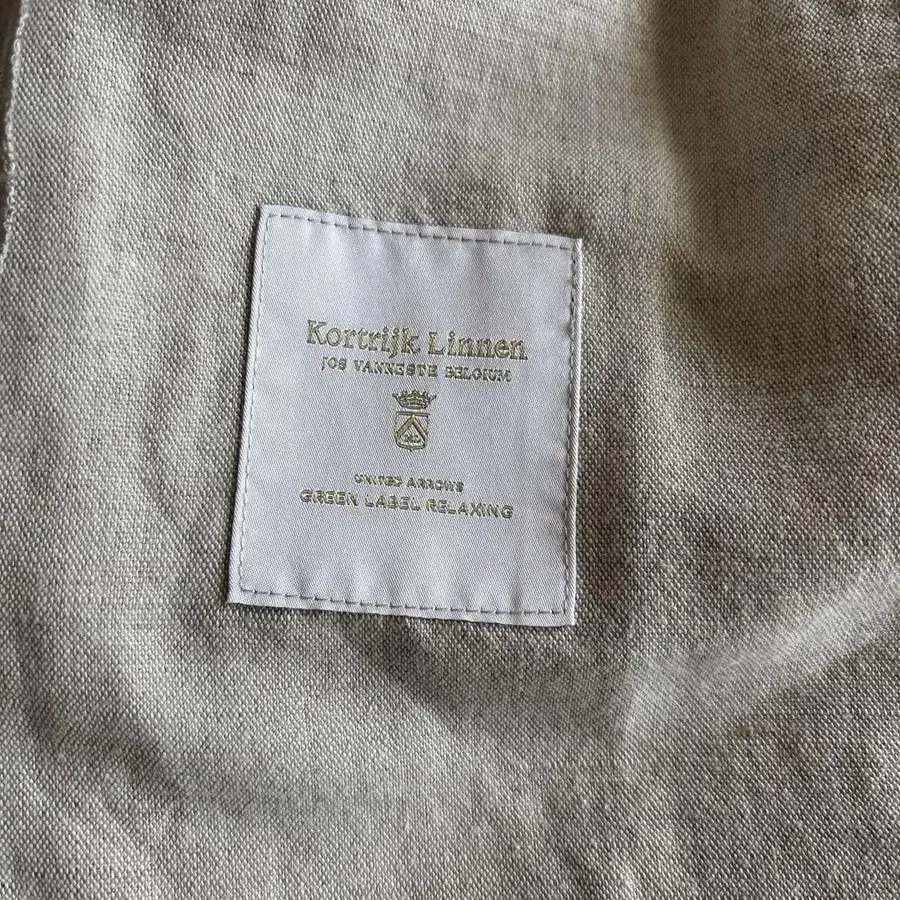 Kortrijk Linnen
JOS VANNESTE BELGIUM
UNITED ARROWS
GREEN LABEL RELAXING